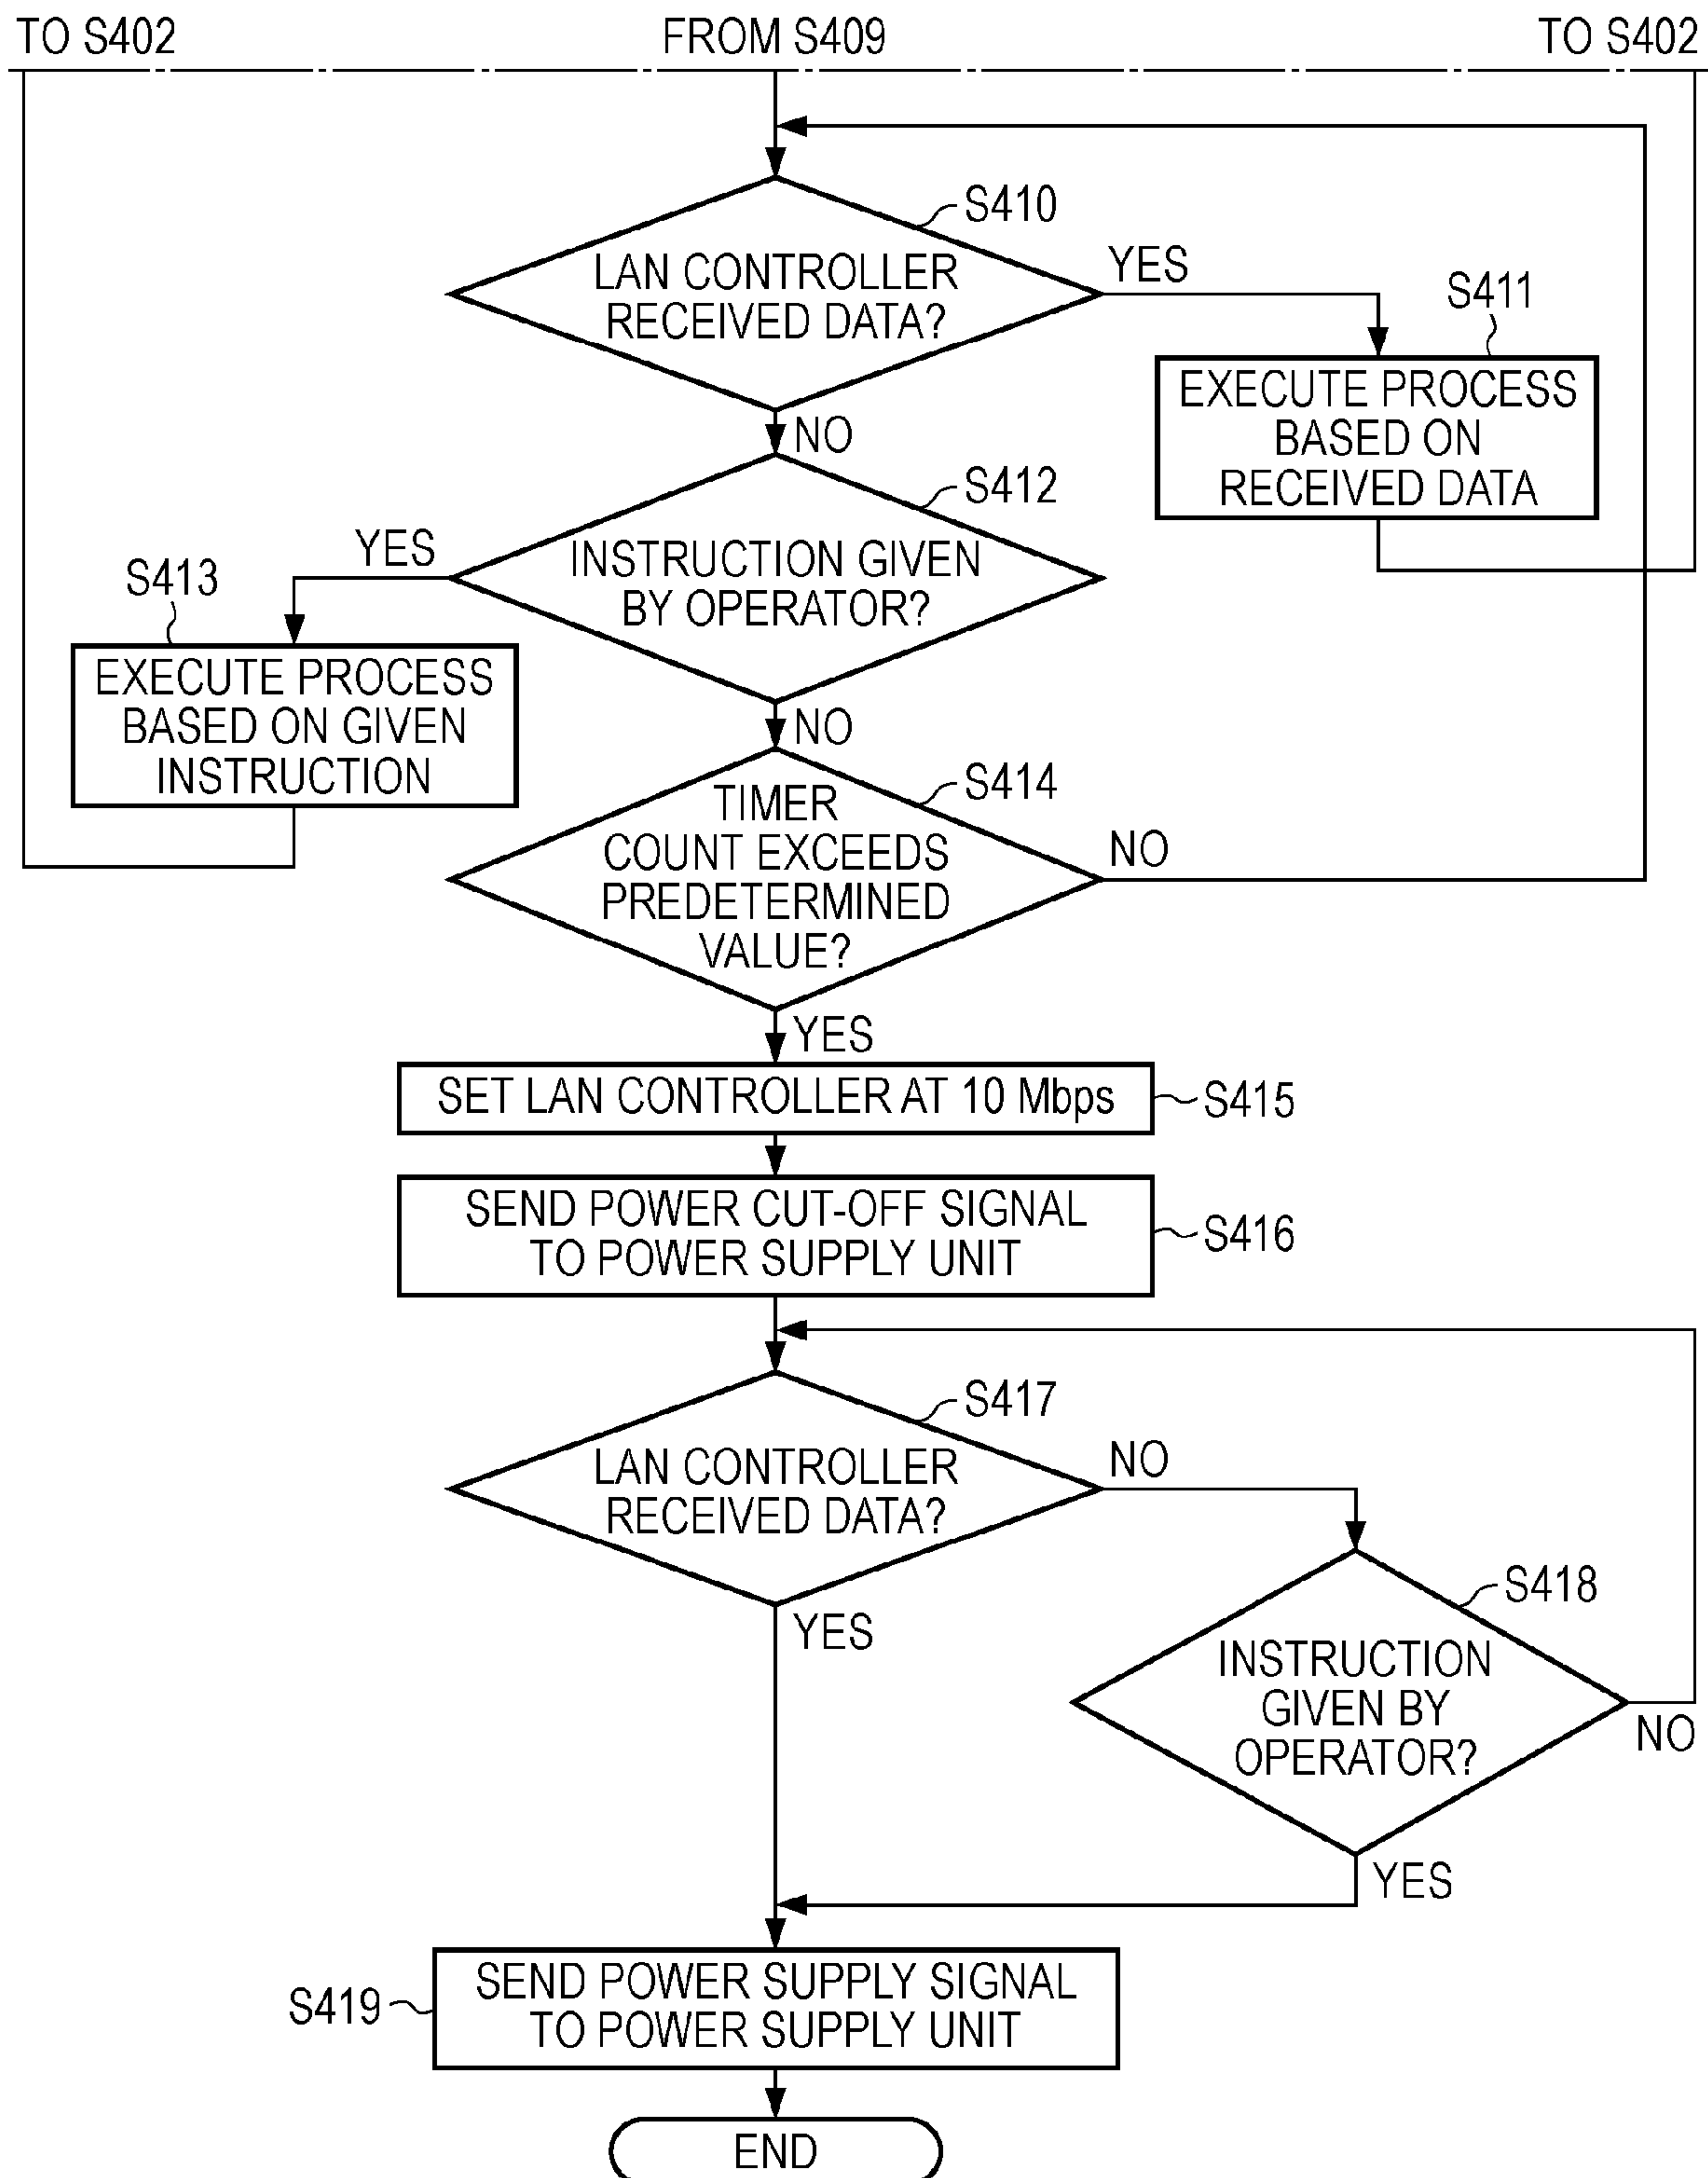 TO S402
FROM S409
TO S402
S410
LAN CONTROLLER
RECEIVED DATA?
YES
S411
EXECUTE PROCESS
BASED ON
RECEIVED DATA
NO
S412
INSTRUCTION GIVEN
BY OPERATOR?
YES
S413
EXECUTE PROCESS
BASED ON GIVEN
INSTRUCTION
NO
S414
TIMER
COUNT EXCEEDS
PREDETERMINED
VALUE?
NO
YES
SET LAN CONTROLLER AT 10 Mbps
S415
SEND POWER CUT-OFF SIGNAL
TO POWER SUPPLY UNIT
S416
S417
LAN CONTROLLER
RECEIVED DATA?
NO
YES
S418
INSTRUCTION
GIVEN BY
OPERATOR?
NO
YES
S419
SEND POWER SUPPLY SIGNAL
TO POWER SUPPLY UNIT
END